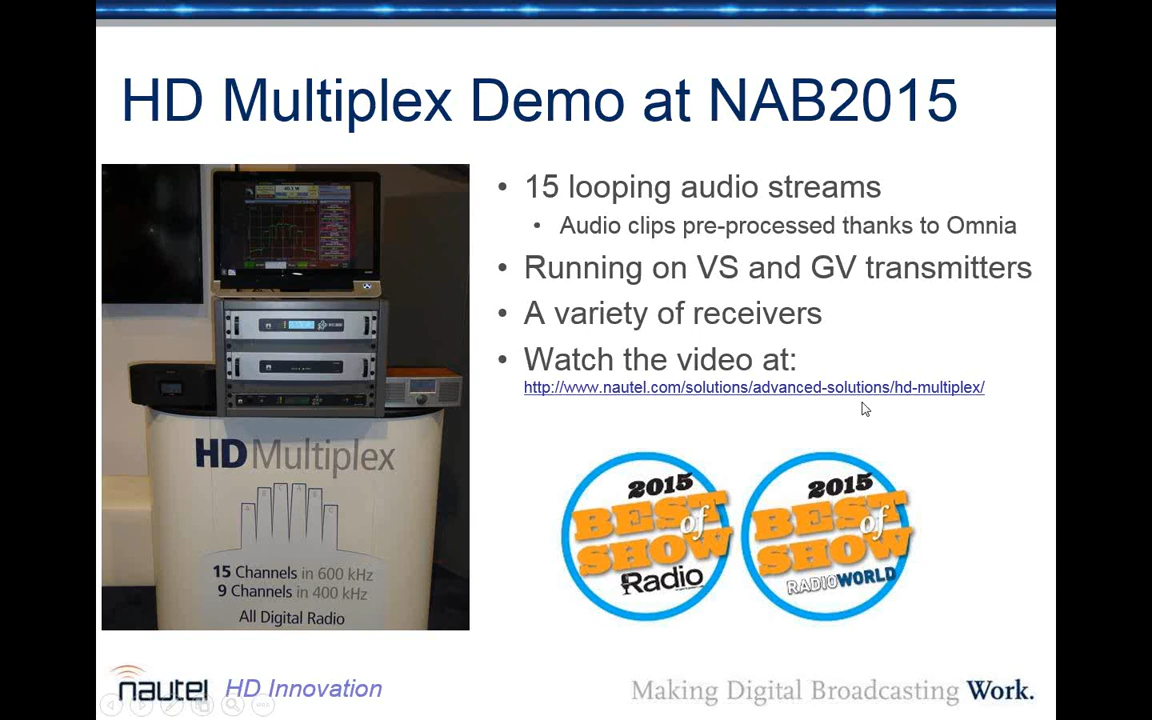 HD Multiplex Demo at NAB2015
• 15 looping audio streams
• Audio clips pre-processed thanks to Omnia
• Running on VS and GV transmitters
• A variety of receivers
• Watch the video at:
http://www.nautel.com/solutions/advanced-solutions/hd-multiplex/
HD Multiplex
15 Channels in 600 kHz
9 Channels in 400 kHz
All Digital Radio
2015
BEST of
SHOW
Radio
2015
BEST of
SHOW
RADIOWORLD
nautel HD Innovation
Making Digital Broadcasting Work.